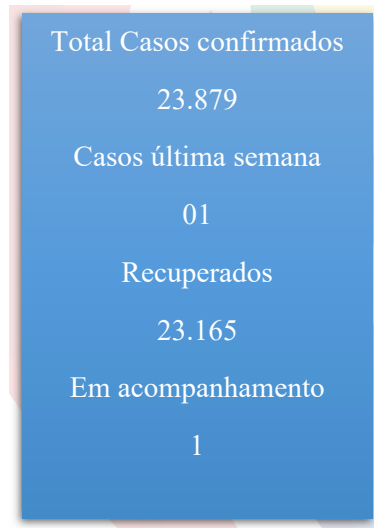 Total Casos confirmados
23.879
Casos última semana
01
Recuperados
23.165
Em acompanhamento
1